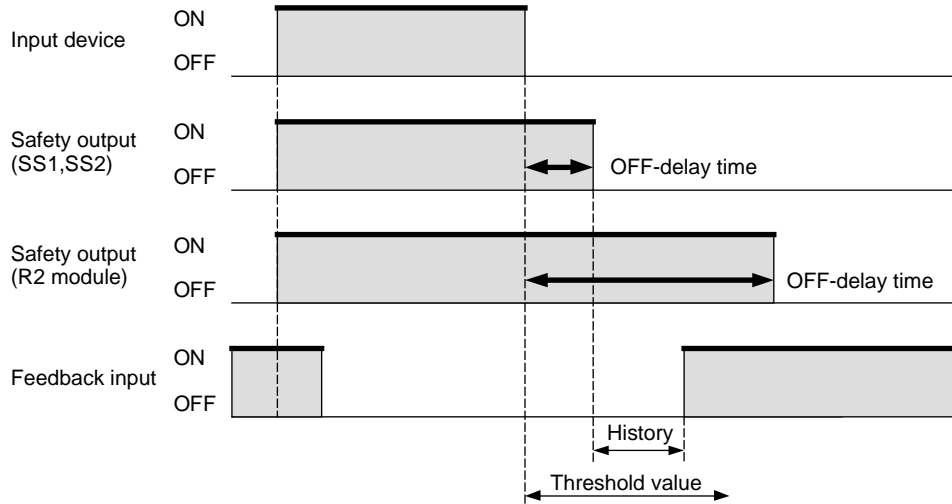 ON
Input device
OFF
ON
Safety output
(SS1,SS2)
OFF
OFF-delay time
ON
Safety output
(R2 module)
OFF
OFF-delay time
ON
Feedback input
OFF
History
Threshold value